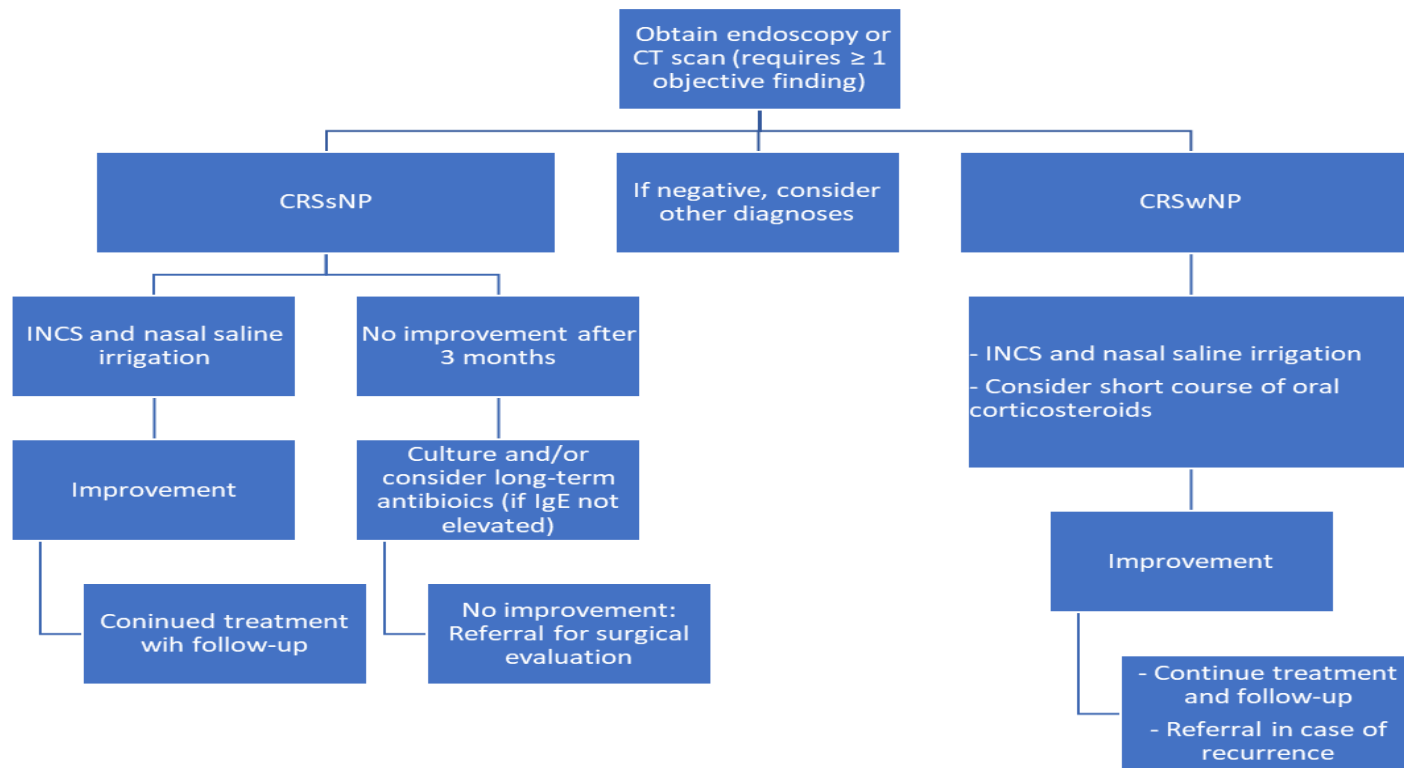 Obtain endoscopy or
CT scan (requires ≥ 1
objective finding)
CRSsNP
If negative, consider
other diagnoses
CRSwNP
INCS and nasal saline
irrigation
No improvement after
3 months
- INCS and nasal saline irrigation
- Consider short course of oral
corticosteroids
Improvement
Culture and/or
consider long-term
antibioics (if IgE not
elevated)
Improvement
Coninued treatment
wih follow-up
No improvement:
Referral for surgical
evaluation
- Continue treatment
and follow-up
- Referral in case of
recurrence